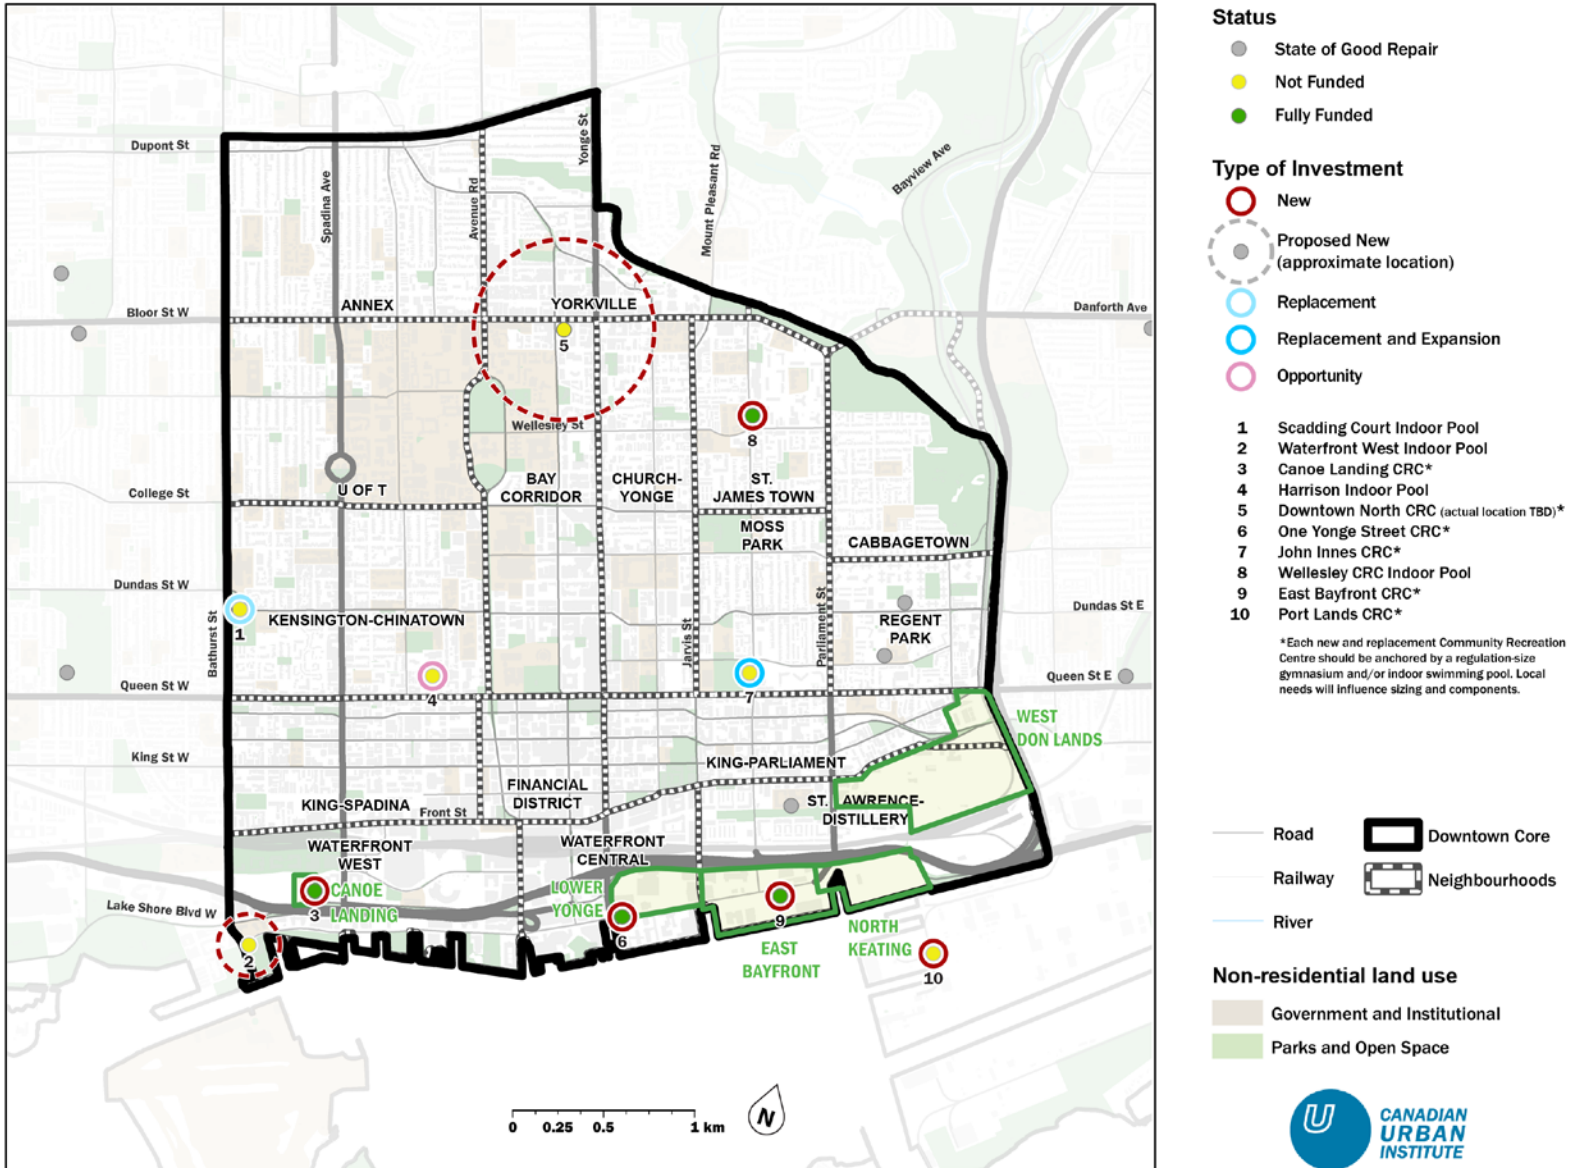 Dupont St
Spadina Ave
Avenue Rd
Yonge St
Mount Pleasant Rd
Bayview Ave
Bloor St W
ANNEX
YORKVILLE
Danforth Ave
5
Wellesley St
8
College St
U OF T
BAY
CORRIDOR
CHURCH-
YONGE
ST.
JAMES TOWN
MOSS
PARK
CABBAGETOWN
Dundas St W
Bathurst St
1
KENSINGTON-CHINATOWN
Jarvis St
Parliament St
REGENT
PARK
Dundas St E
Queen St W
4
7
Queen St E
WEST
DON LANDS
King St W
KING-PARLIAMENT
FINANCIAL
DISTRICT
KING-SPADINA
Front St
ST. LAWRENCE-
DISTILLERY
WATERFRONT
WEST
WATERFRONT
CENTRAL
CANOE
LANDING
3
LOWER
YONGE
6
9
Lake Shore Blvd W
2
EAST
BAYFRONT
NORTH
KEATING
10
0 0.25 0.5 1 km
N
Status
State of Good Repair
Not Funded
Fully Funded
Type of Investment
New
Proposed New
(approximate location)
Replacement
Replacement and Expansion
Opportunity
1 Scadding Court Indoor Pool
2 Waterfront West Indoor Pool
3 Canoe Landing CRC*
4 Harrison Indoor Pool
5 Downtown North CRC (actual location TBD)*
6 One Yonge Street CRC*
7 John Innes CRC*
8 Wellesley CRC Indoor Pool
9 East Bayfront CRC*
10 Port Lands CRC*
*Each new and replacement Community Recreation
Centre should be anchored by a regulation-size
gymnasium and/or indoor swimming pool. Local
needs will influence sizing and components.
Road
Downtown Core
Railway
Neighbourhoods
River
Non-residential land use
Government and Institutional
Parks and Open Space
U
CANADIAN
URBAN
INSTITUTE